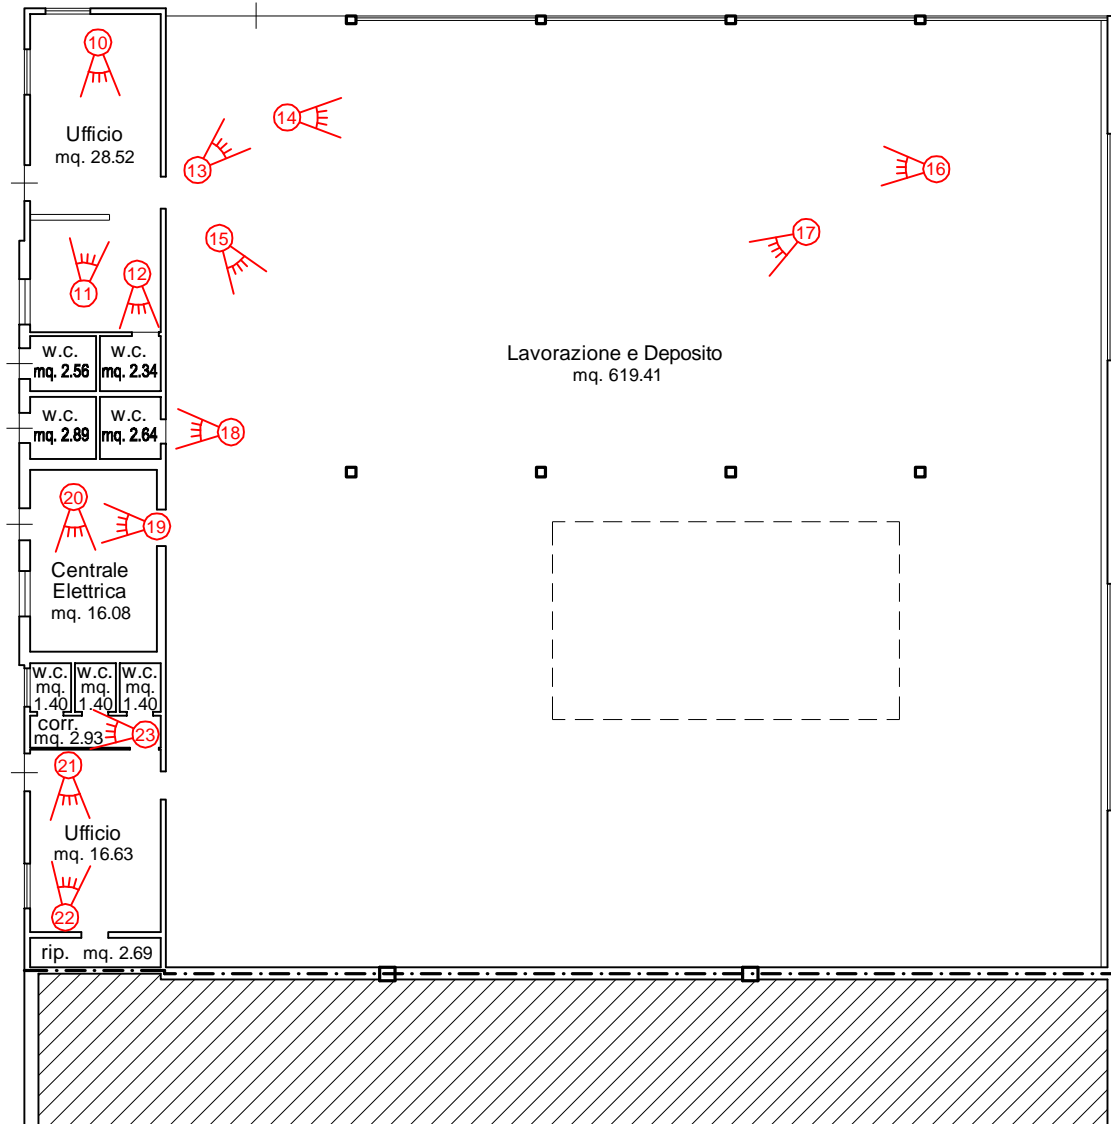 10
Ufficio
mq. 28.52
14
13
16
15
17
12
11
Lavorazione e Deposito
mq. 619.41
w.c.
mq. 2.56
w.c.
mq. 2.34
w.c.
mq. 2.89
w.c.
mq. 2.64
18
20
19
Centrale
Elettrica
mq. 16.08
w.c.
mq.
1.40
w.c.
mq.
1.40
w.c.
mq.
1.40
corr.
mq. 2.93
23
21
Ufficio
mq. 16.63
22
rip. mq. 2.69